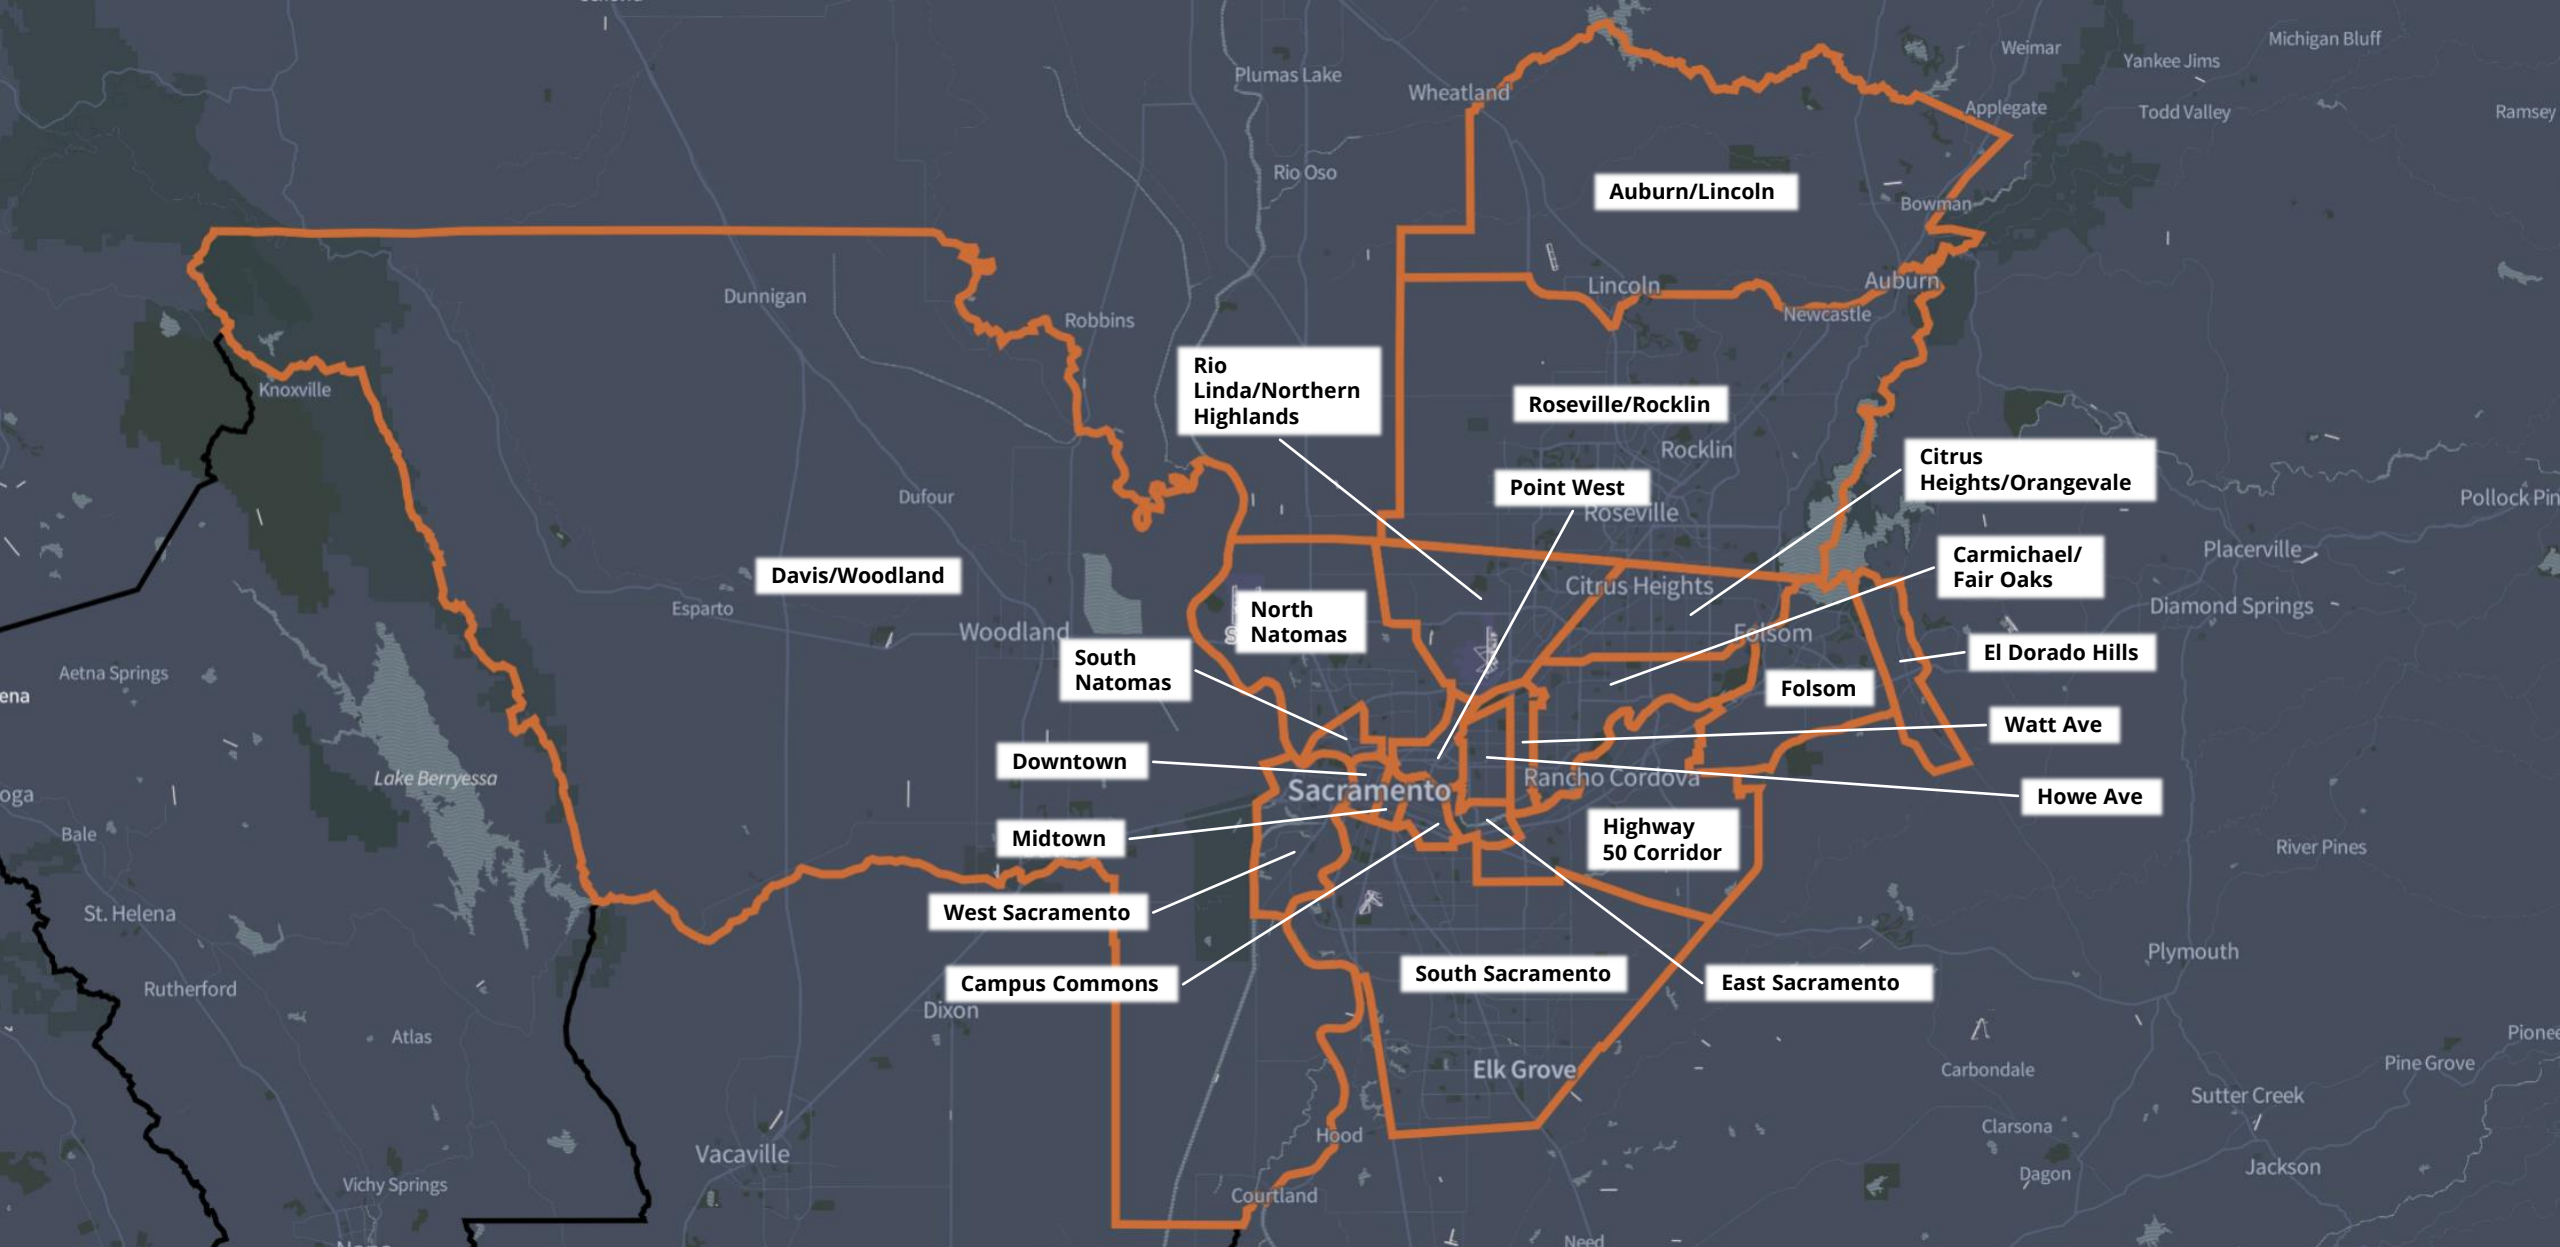 Weimar
Michigan Bluff
Yankee Jims
Plumas Lake
Wheatland
Applegate
Todd Valley
Ramsey
Rio Oso
Auburn/Lincoln
Bowman
Dunnigan
Lincoln
Auburn
Newcastle
Robbins
Knoxville
Rio
Linda/Northern
Highlands
Roseville/Rocklin
Rocklin
Citrus
Heights/Orangevale
Point West
Roseville
Dufour
Pollock Pin
Carmichael/
Fair Oaks
Placerville
Davis/Woodland
Citrus Heights
Esparto
North
Natomas
Diamond Springs
Woodland
Folsom
South
Natomas
El Dorado Hills
Aetna Springs
ena
Folsom
Watt Ave
Downtown
Lake Berryessa
Rancho Cordova
Sacramento
oga
Howe Ave
Bale
Midtown
Highway
50 Corridor
River Pines
St. Helena
West Sacramento
Plymouth
Rutherford
Campus Commons
South Sacramento
East Sacramento
Dixon
Atlas
Pione
Elk Grove
Carbondale
Pine Grove
Sutter Creek
Hood
Clarsona
Vacaville
Jackson
Dagon
Vichy Springs
Courtland
Need